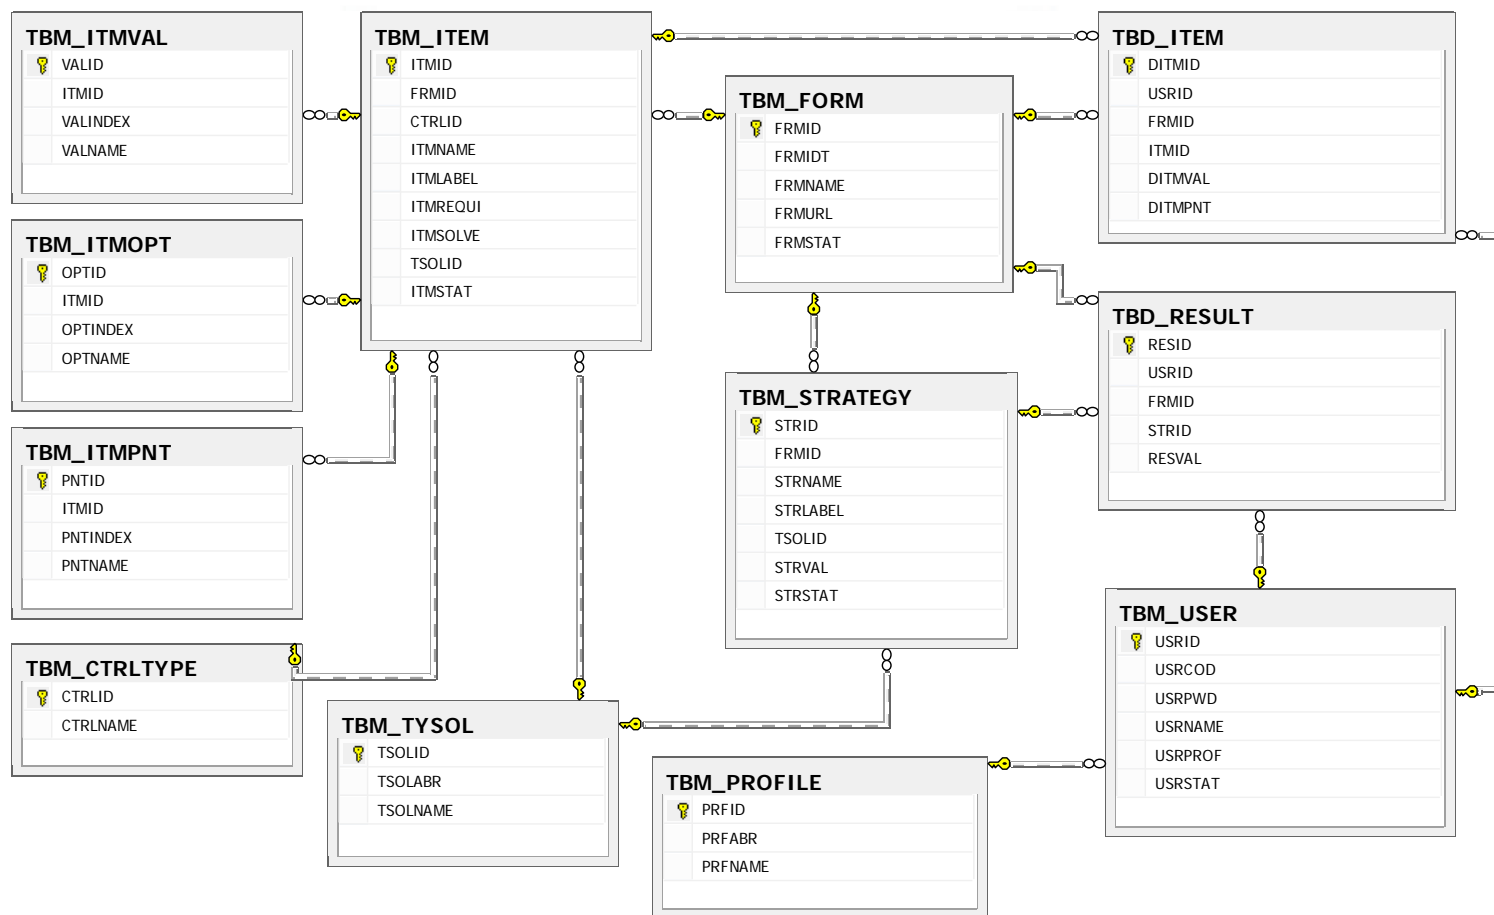 TBM_ITMVAL
VALID
ITMID
VALINDEX
VALNAME
TBM_ITMOPT
OPTID
ITMID
OPTINDEX
OPTNAME
TBM_ITMPNT
PNTID
ITMID
PNTINDEX
PNTNAME
TBM_CTRLTYPE
CTRLID
CTRLNAME
TBM_ITEM
ITMID
FRMID
CTRLID
ITMNAME
ITMLABEL
ITMREQUI
ITMSOLVE
TSOLID
ITMSTAT
TBM_TYSOL
TSOLID
TSOLABR
TSOLNAME
TBM_FORM
FRMID
FRMIDT
FRMNAME
FRMURL
FRMSTAT
TBM_STRATEGY
STRID
FRMID
STRNAME
STRLABEL
TSOLID
STRVAL
STRSTAT
TBM_PROFILE
PRFID
PRFABR
PRFNAME
TBD_ITEM
DITMID
USRID
FRMID
ITMID
DITMVAL
DITMPNT
TBD_RESULT
RESID
USRID
FRMID
STRID
RESVAL
TBM_USER
USRID
USRCOD
USRPWD
USRNAME
USRPROF
USRSTAT